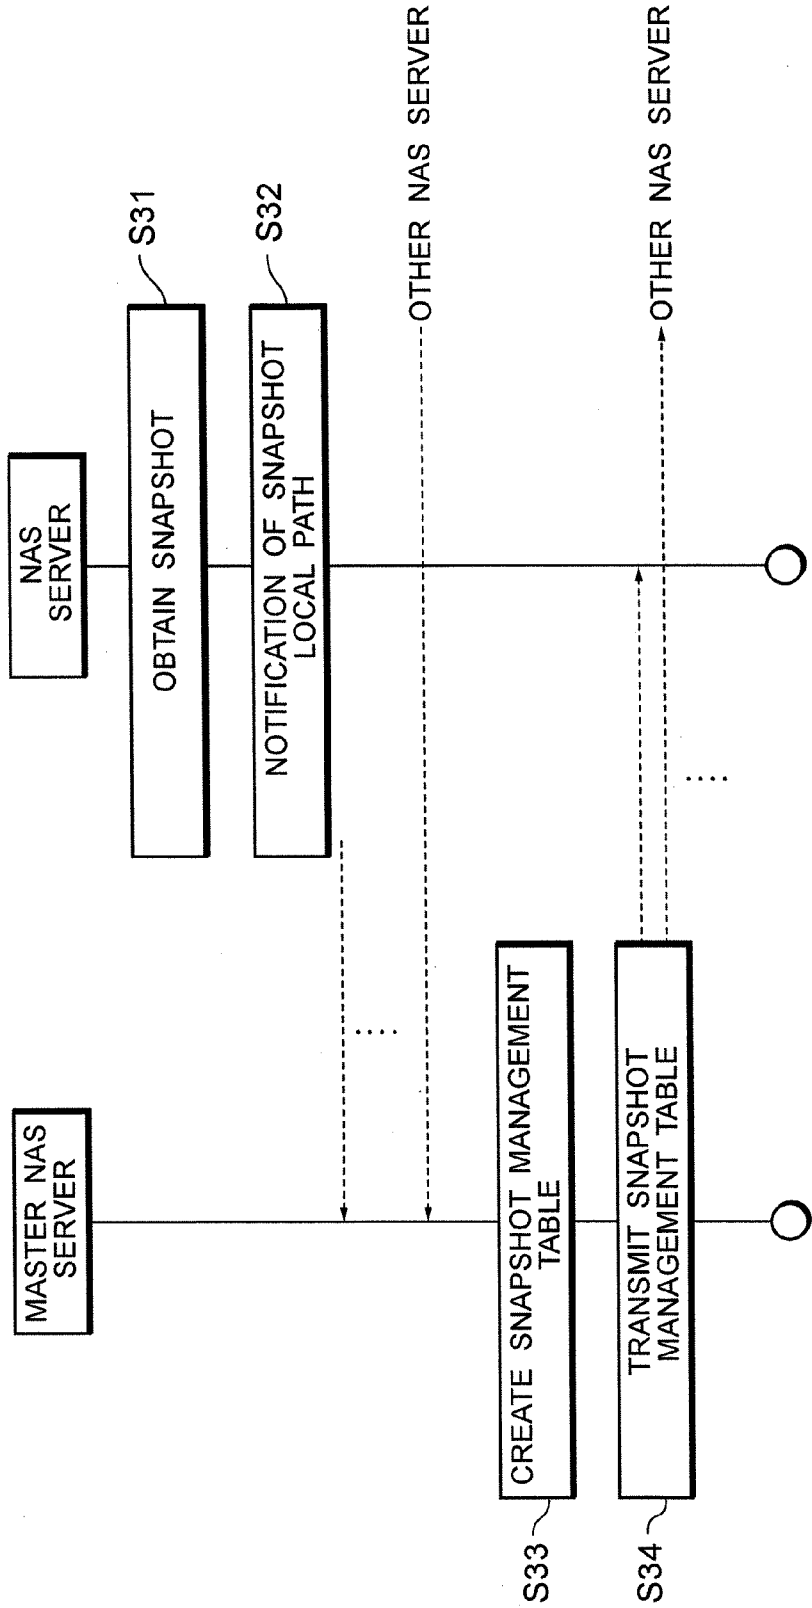 MASTER NAS
SERVER
NAS
SERVER
OBTAIN SNAPSHOT
S31
NOTIFICATION OF SNAPSHOT
LOCAL PATH
S32
....
OTHER NAS SERVER
S33
CREATE SNAPSHOT MANAGEMENT
TABLE
S34
TRANSMIT SNAPSHOT
MANAGEMENT TABLE
OTHER NAS SERVER
....